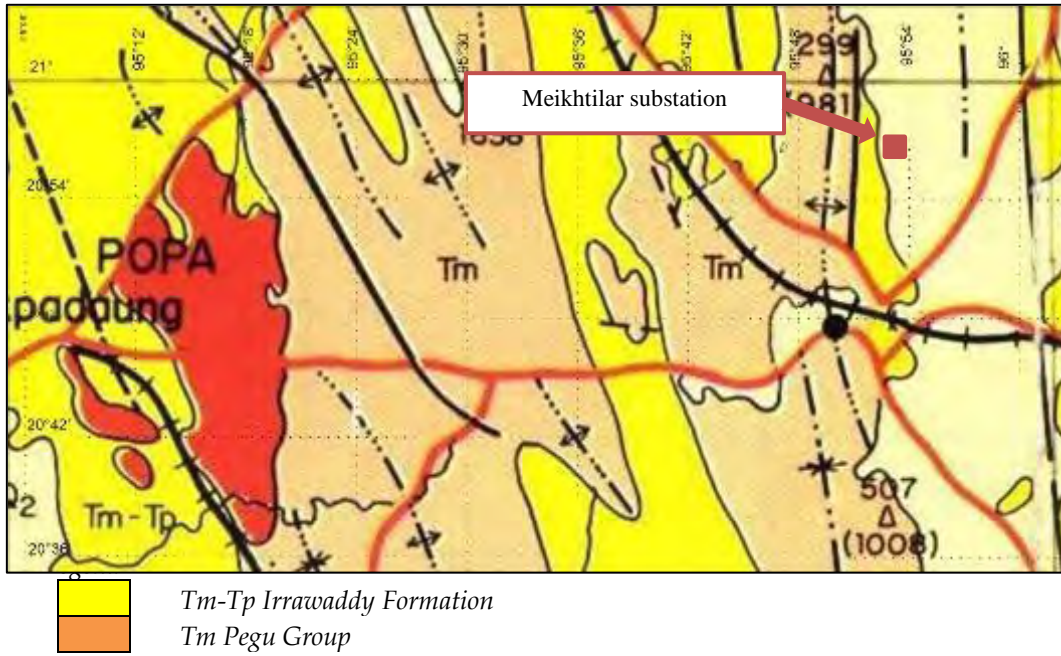 95°12'
95°18'
95°24'
95°30'
95°36'
95°42'
95°48'
95°54'
96°
21°
299
Δ
981)
Meikhtilar substation
1638
20°54'
POPA
padaung
Tm
Tm
20°42'
Q2
Tm - Tp
507
Δ
(1008)
20°36'
Tm-Tp Irrawaddy Formation
Tm Pegu Group